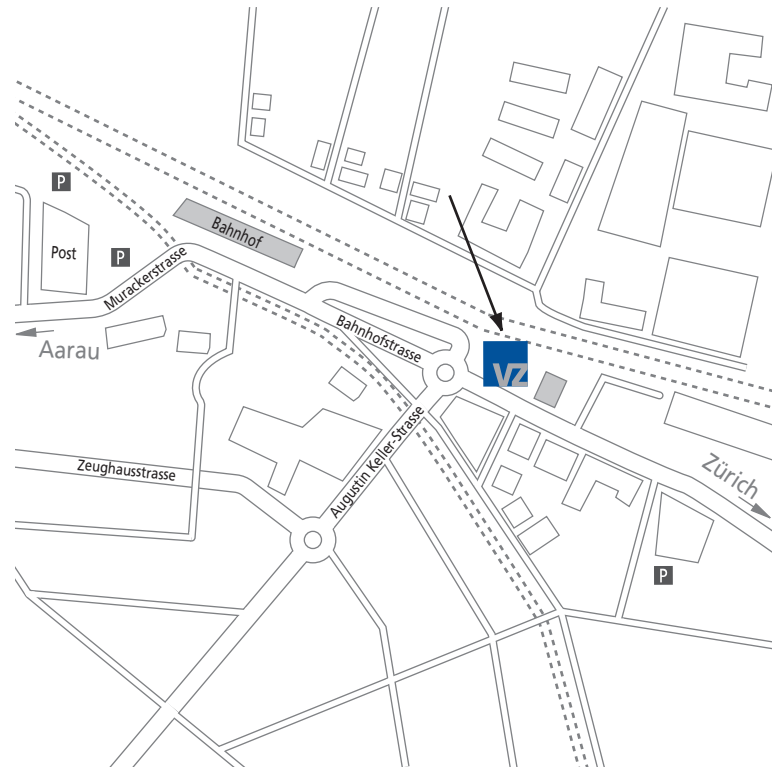 P
Bahnhof
Post
P
Murackerstrasse
Bahnhofstrasse
Aarau
VZ
Augustin Keller-Strasse
Zeughausstrasse
Zürich
P